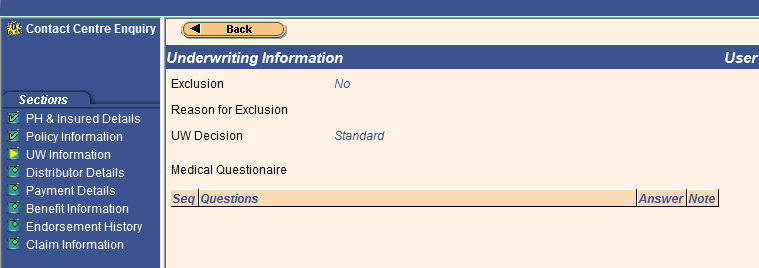 Contact Centre Enquiry
Back
Underwriting Information User
Exclusion No
Reason for Exclusion
UW Decision Standard
Medical Questionaire
Seq Questions Answer Note
Sections
PH & Insured Details
Policy Information
UW Information
Distributor Details
Payment Details
Benefit Information
Endorsement History
Claim Information